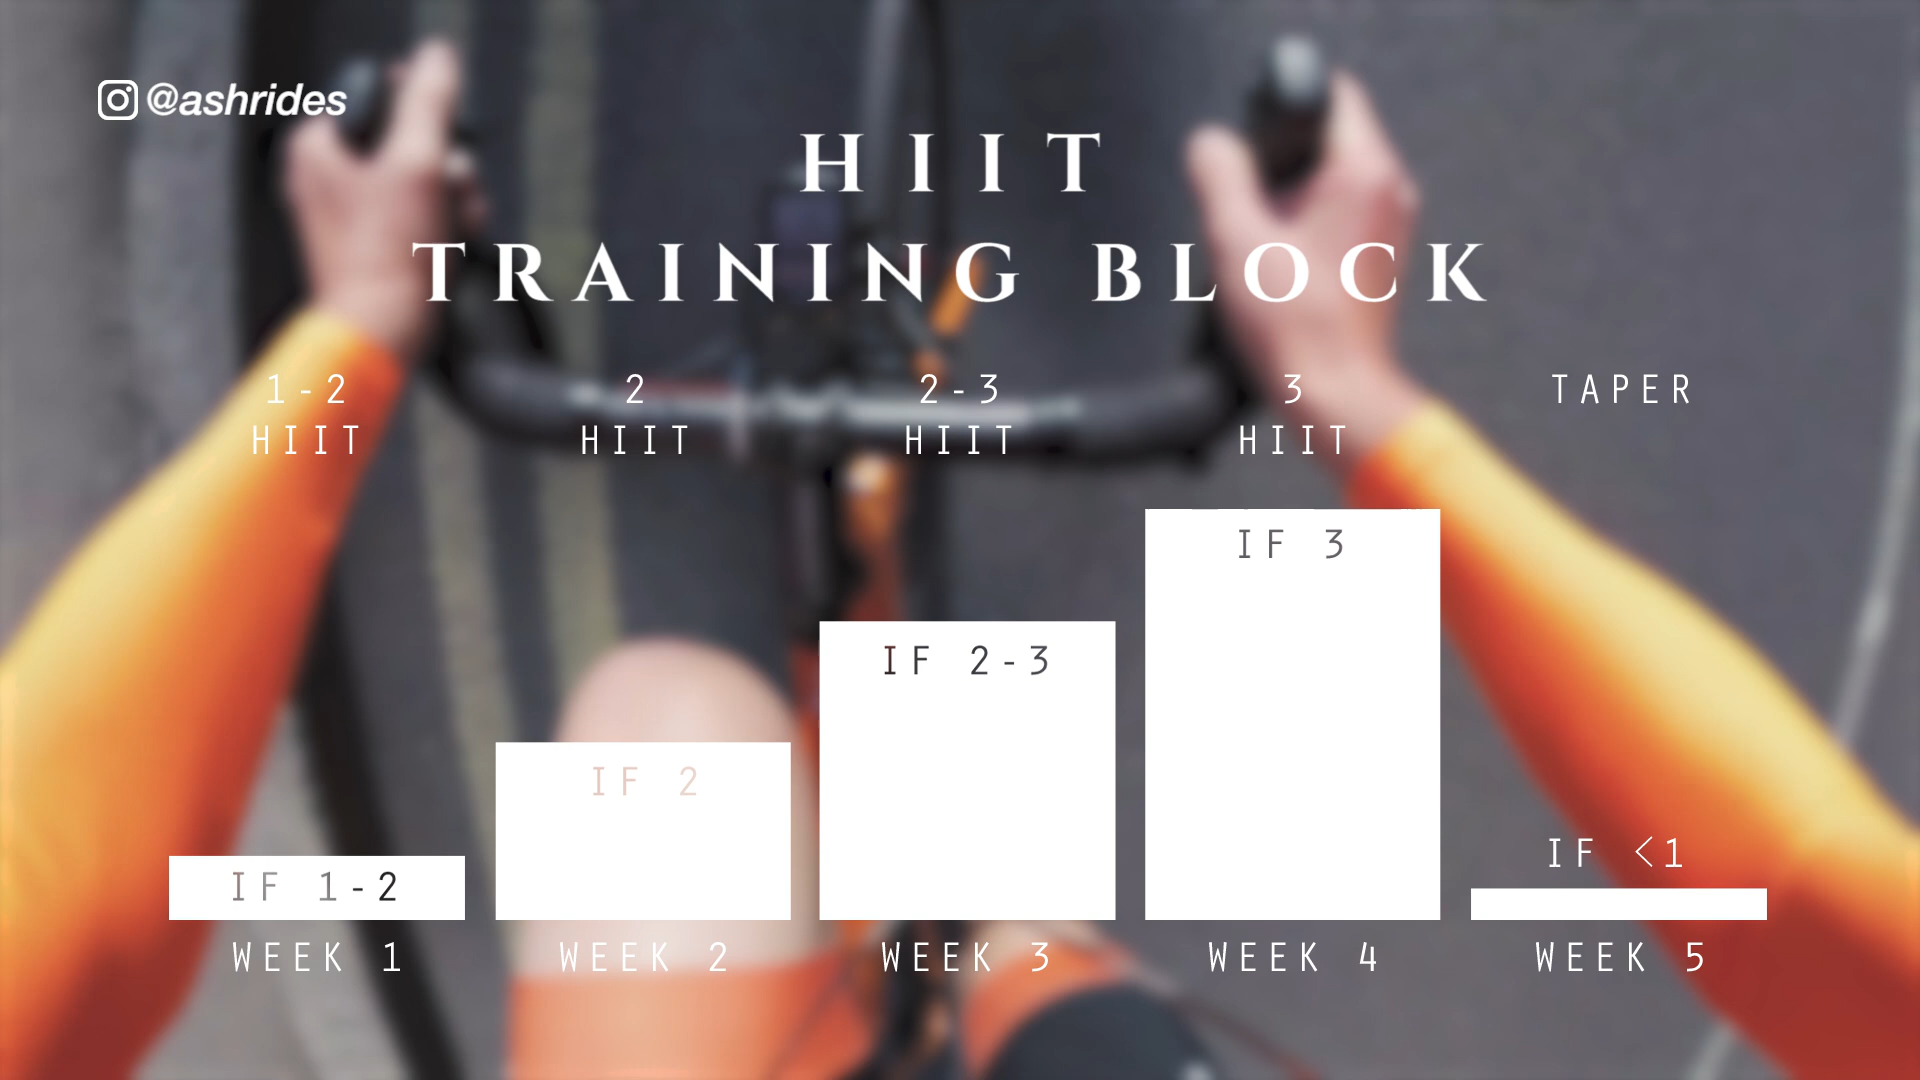 @ashrides
HIIT
TRAINING BLOCK
1-2
HIIT
2
HIIT
2-3
HIIT
3
HIIT
TAPER
IF 1-2
IF 2
IF 2-3
IF 3
IF <1
WEEK 1
WEEK 2
WEEK 3
WEEK 4
WEEK 5